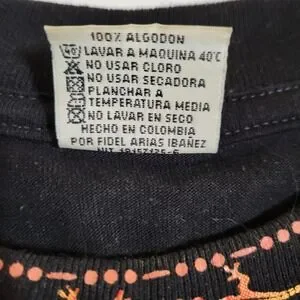 100% ALGODON
LAVAR A MAQUINA 40°C
NO USAR CLORO
NO USAR SECADORA
PLANCHAR A
TEMPERATURA MEDIA
NO LAVAR EN SECO
HECHO EN COLOMBIA
POR FIDEL ARIAS IBAÑEZ
NIT